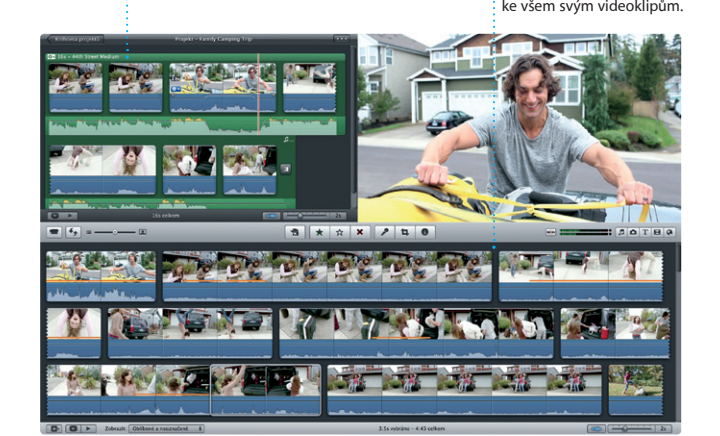 ke všem svým videoklipům.
Knihovna projektů
Projekt – Family Camping Trip
36s – 44th Street Medium
16s celkem
2s
Zobrazit: Oblíbené a neoznačené
3.5s vybráno – 4:43 celkem
2s